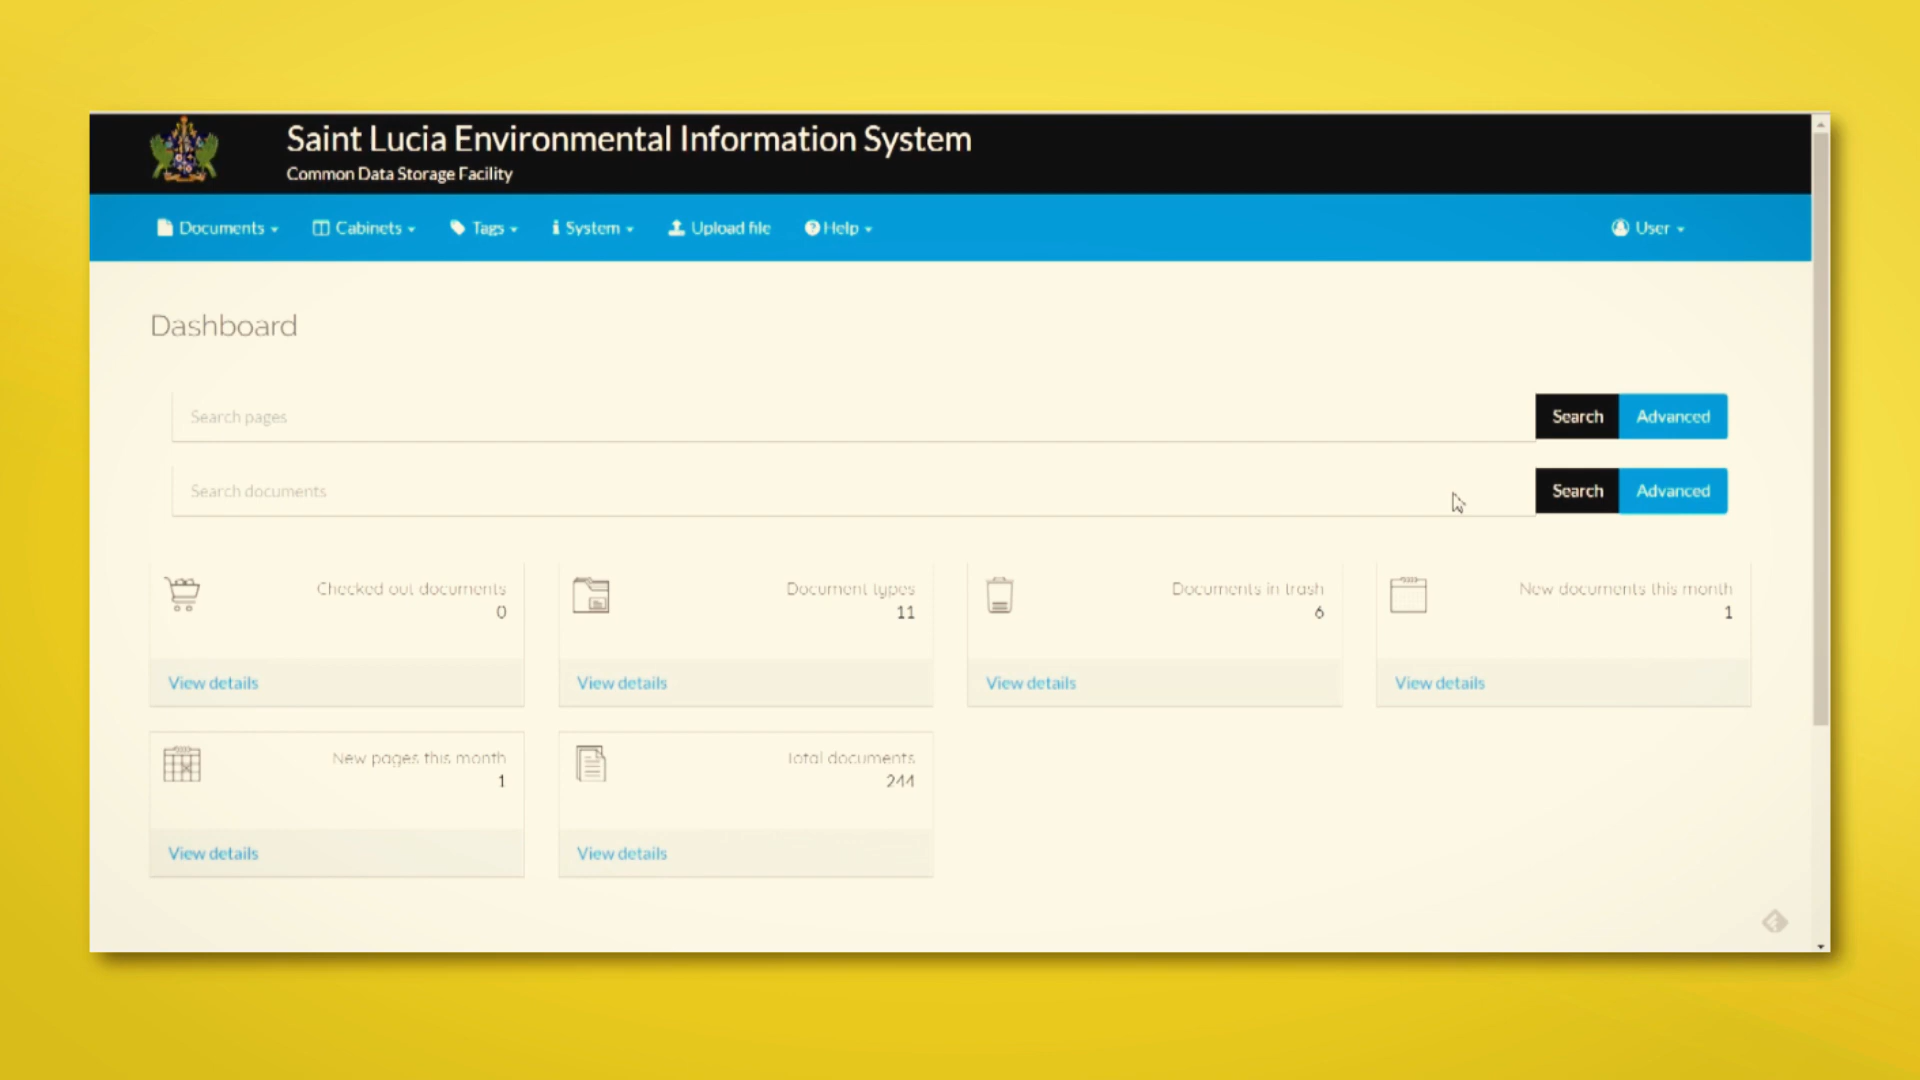 Saint Lucia Environmental Information System
Common Data Storage Facility
Documents
Cabinets
Tags
System
Upload file
Help
User
Dashboard
Search pages
Search
Advanced
Search documents
Search
Advanced
Checked out documents
0
View details
Document types
11
View details
Documents in trash
6
View details
New documents this month
1
View details
New pages this month
1
View details
Total documents
244
View details